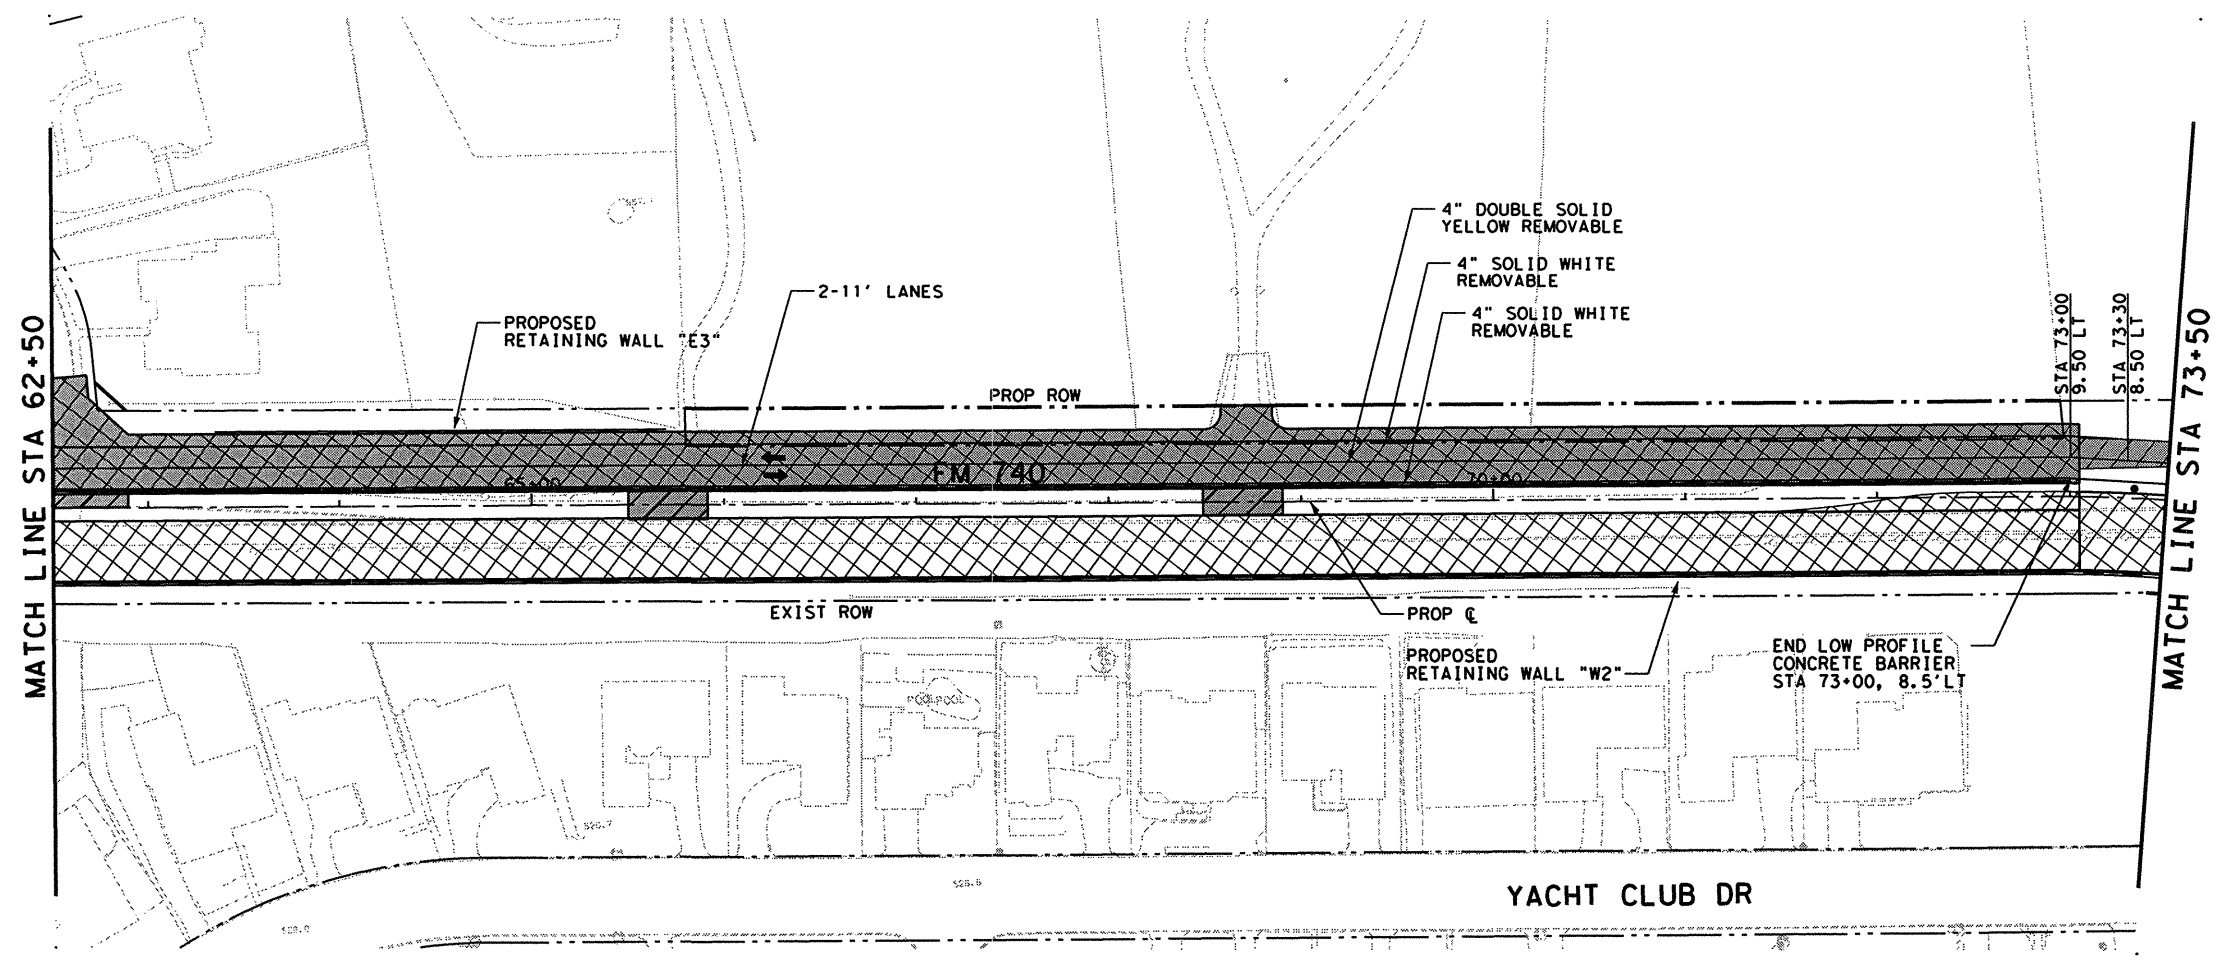 4" DOUBLE SOLID
YELLOW REMOVABLE
4" SOLID WHITE
REMOVABLE
4" SOLID WHITE
REMOVABLE
2-11' LANES
PROPOSED
RETAINING WALL "E3"
PROP ROW
STA 73+00
9.50 LT
STA 73+30
8.50 LT
MATCH LINE STA 62+50
MATCH LINE STA 73+50
FM 740
65+00
70+00
EXIST ROW
PROP ℄
PROPOSED
RETAINING WALL "W2"
END LOW PROFILE
CONCRETE BARRIER
STA 73+00, 8.5'LT
POOL
POOL
526.7
YACHT CLUB DR